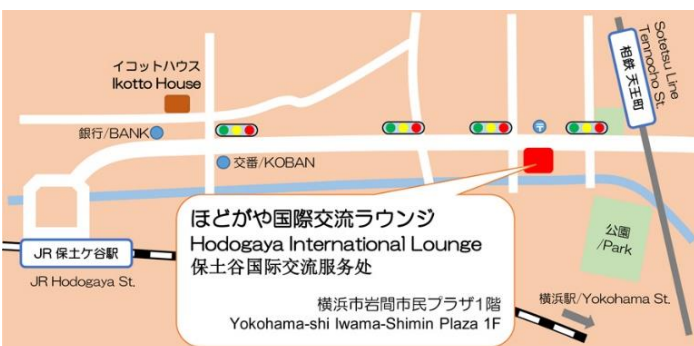 イコットハウス
Ikotto House
銀行/BANK
交番/KOBAN
〒
相鉄 天王町
Sotetsu Line
Tennocho St.
ほどがや国際交流ラウンジ
Hodogaya International Lounge
保土谷国际交流服务处
横浜市岩間市民プラザ1階
Yokohama-shi Iwama-Shimin Plaza 1F
JR 保土ケ谷駅
JR Hodogaya St.
公園
/Park
横浜駅/Yokohama St.